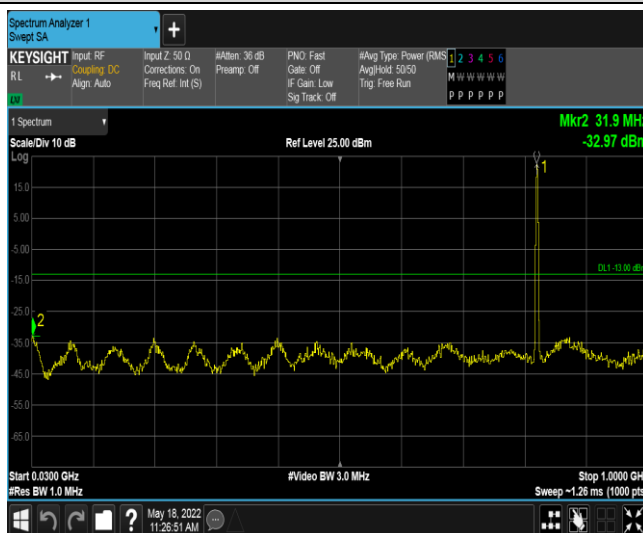 Spectrum Analyzer 1
Swept SA
KEYSIGHT
RL
LXI
Input: RF
Coupling: DC
Align: Auto
Input Z: 50 Ω
Corrections: On
Freq Ref: Int (S)
#Atten: 36 dB
Preamp: Off
PNO: Fast
Gate: Off
IF Gain: Low
Sig Track: Off
#Avg Type: Power (RMS
Avg|Hold: 50/50
Trig: Free Run
1 2 3 4 5 6
M W W W W W
P P P P P P
1 Spectrum
Mkr2 31.9 MHz
Scale/Div 10 dB
Ref Level 25.00 dBm
-32.97 dBm
Log
1
15.0
5.00
-5.00
DL1 -13.00 dBm
-15.0
-25.0
2
-35.0
-45.0
-55.0
-65.0
Start 0.0300 GHz
#Video BW 3.0 MHz
Stop 1.0000 GH
#Res BW 1.0 MHz
Sweep ~1.26 ms (1000 pts
?
May 18, 2022
11:26:51 AM